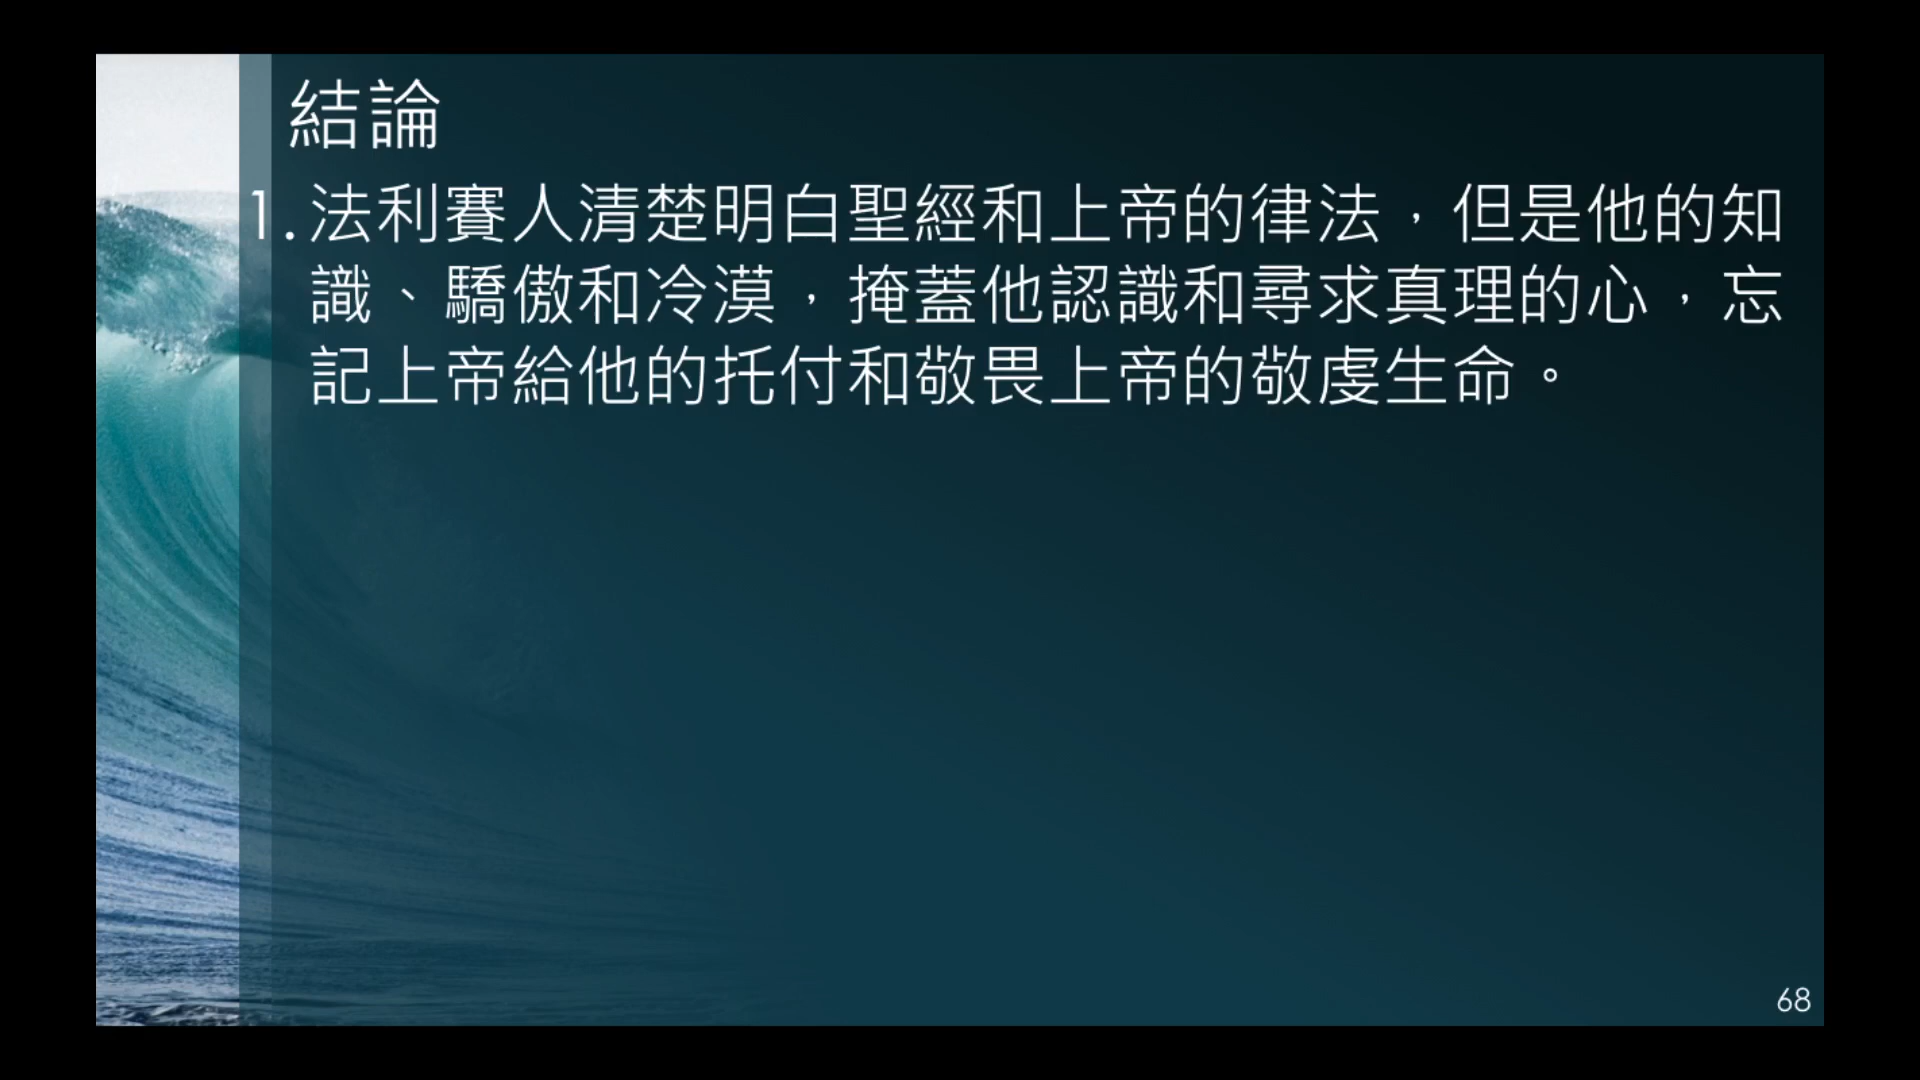 結論
1. 法利賽人清楚明白聖經和上帝的律法，但是他的知
識、驕傲和冷漠，掩蓋他認識和尋求真理的心，忘
記上帝給他的托付和敬畏上帝的敬虔生命。
68